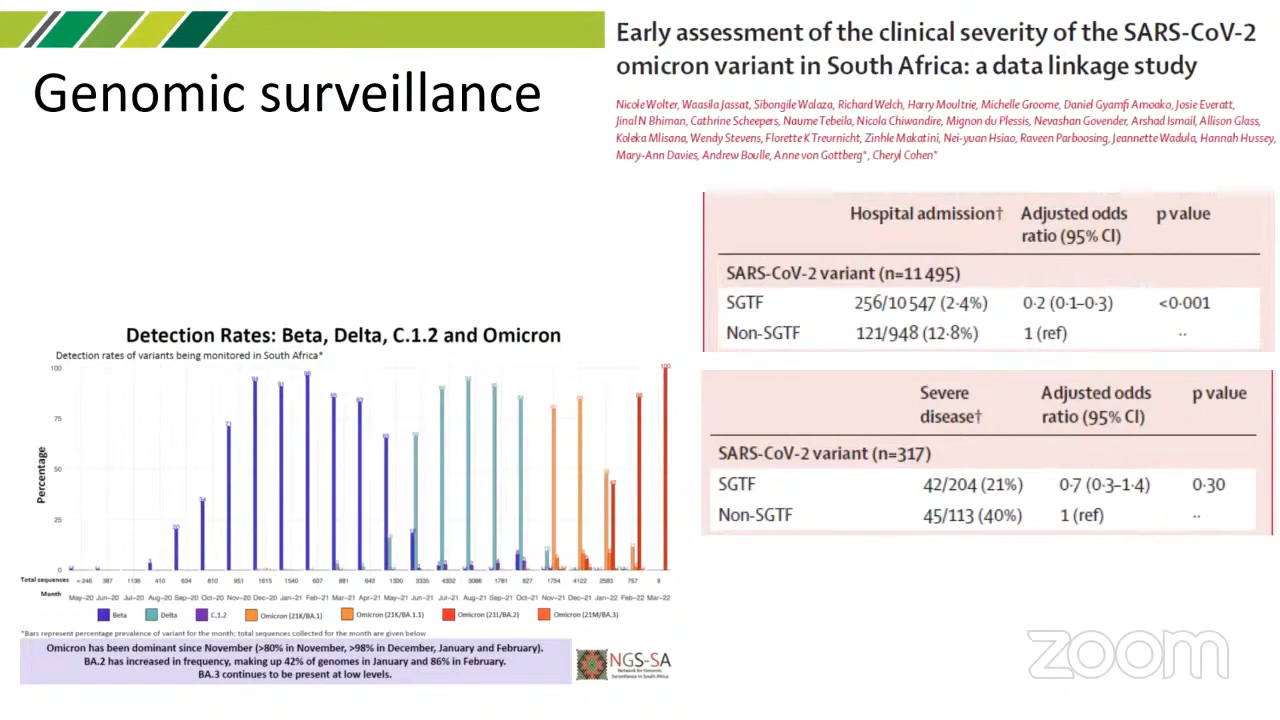 Genomic surveillance
Early assessment of the clinical severity of the SARS-CoV-2
omicron variant in South Africa: a data linkage study
Nicole Wolter, Waasila Jassat, Sibongile Walaza, Richard Welch, Harry Moultrie, Michelle Groome, Daniel Gyamfi Amoako, Josie Everatt,
Jinal N Bhiman, Cathrine Scheepers, Naume Tebeila, Nicola Chiwandire, Mignon du Plessis, Nevashan Govender, Arshad Ismail, Allison Glass,
Koleka Mlisana, Wendy Stevens, Florette K Treurnicht, Zinhle Makatini, Nei-yuan Hsiao, Raveen Parboosing, Jeannette Wadula, Hannah Hussey,
Mary-Ann Davies, Andrew Boulle, Anne von Gottberg*, Cheryl Cohen*
Hospital admission† Adjusted odds ratio (95% CI) p value
SARS-CoV-2 variant (n=11 495)
SGTF 256/10 547 (2·4%) 0·2 (0·1–0·3) <0·001
Non-SGTF 121/948 (12·8%) 1 (ref) ··
Severe disease† Adjusted odds ratio (95% CI) p value
SARS-CoV-2 variant (n=317)
SGTF 42/204 (21%) 0·7 (0·3–1·4) 0·30
Non-SGTF 45/113 (40%) 1 (ref) ··
Detection Rates: Beta, Delta, C.1.2 and Omicron
Detection rates of variants being monitored in South Africa*
Percentage
100
75
50
25
0
Total sequences
Month
May–20 Jun–20 Jul–20 Aug–20 Sep–20 Oct–20 Nov–20 Dec–20 Jan–21 Feb–21 Mar–21 Apr–21 May–21 Jun–21 Jul–21 Aug–21 Sep–21 Oct–21 Nov–21 Dec–21 Jan–22 Feb–22 Mar–22
Beta Delta C.1.2 Omicron (21K/BA.1) Omicron (21K/BA.1.1) Omicron (21L/BA.2) Omicron (21M/BA.3)
*Bars represent percentage prevalence of variant for the month; total sequences collected for the month are given below
Omicron has been dominant since November (>80% in November, >98% in December, January and February).
BA.2 has increased in frequency, making up 42% of genomes in January and 86% in February.
BA.3 continues to be present at low levels.
NGS-SA
Network for Genomic
Surveillance in South Africa
zoom